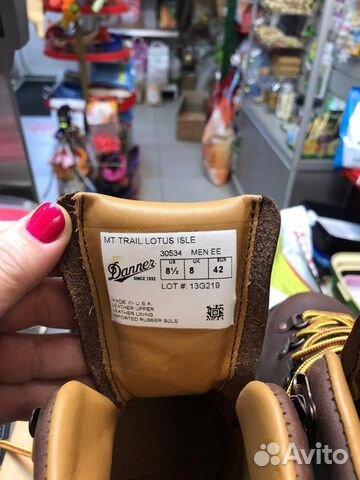 MT TRAIL LOTUS ISLE
30534 MEN EE
Danner
SINCE 1932
US UK EUR
8½ 8 42
LOT #: 13G219
MADE IN U.S.A.
LEATHER UPPER
LEATHER LINING
IMPORTED RUBBER SOLE
Avito